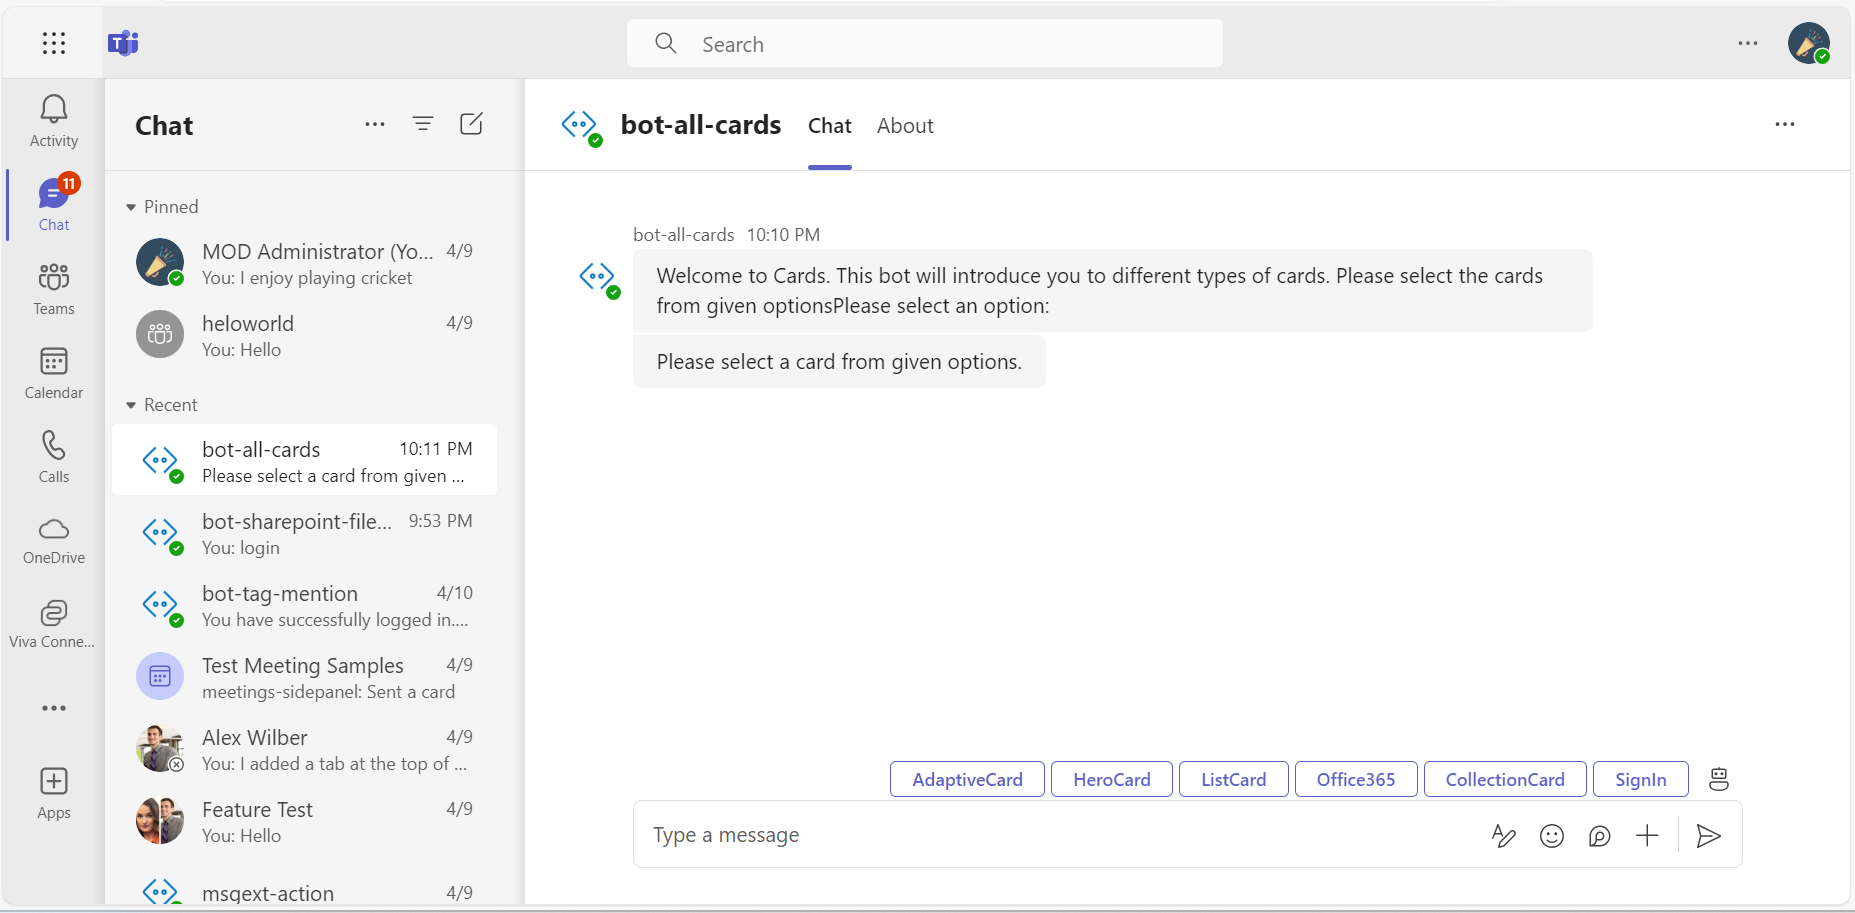 Search
Activity
11
Chat
Teams
Calendar
Calls
OneDrive
Viva Conne...
Apps
Chat
Pinned
MOD Administrator (Yo... 4/9
You: I enjoy playing cricket
heloworld 4/9
You: Hello
Recent
bot-all-cards 10:11 PM
Please select a card from given ...
bot-sharepoint-file... 9:53 PM
You: login
bot-tag-mention 4/10
You have successfully logged in....
Test Meeting Samples 4/9
meetings-sidepanel: Sent a card
Alex Wilber 4/9
You: I added a tab at the top of ...
Feature Test 4/9
You: Hello
msgext-action 4/9
bot-all-cards Chat About
bot-all-cards 10:10 PM
Welcome to Cards. This bot will introduce you to different types of cards. Please select the cards
from given optionsPlease select an option:
Please select a card from given options.
AdaptiveCard HeroCard ListCard Office365 CollectionCard SignIn
Type a message